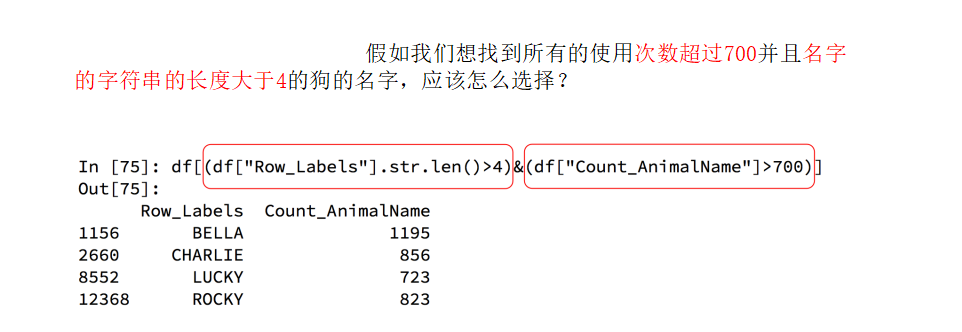 假如我们想找到所有的使用次数超过700并且名字
的字符串的长度大于4的狗的名字，应该怎么选择？
In [75]: df[(df["Row_Labels"].str.len()>4)&(df["Count_AnimalName"]>700)]
Out[75]:
Row_Labels Count_AnimalName
1156 BELLA 1195
2660 CHARLIE 856
8552 LUCKY 723
12368 ROCKY 823